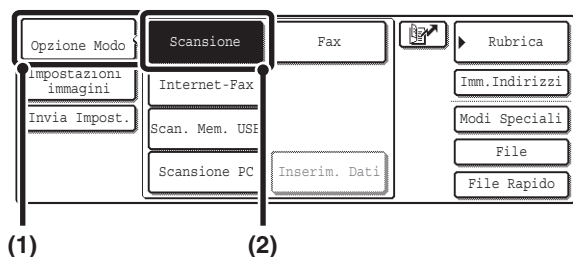 Opzione Modo
Scansione
Fax
Rubrica
Impostazioni
immagini
Internet-Fax
Imm.Indirizzi
Invia Impost.
Scan. Mem. USB
Modi Speciali
File
Scansione PC
Inserim. Dati
File Rapido
(1)
(2)